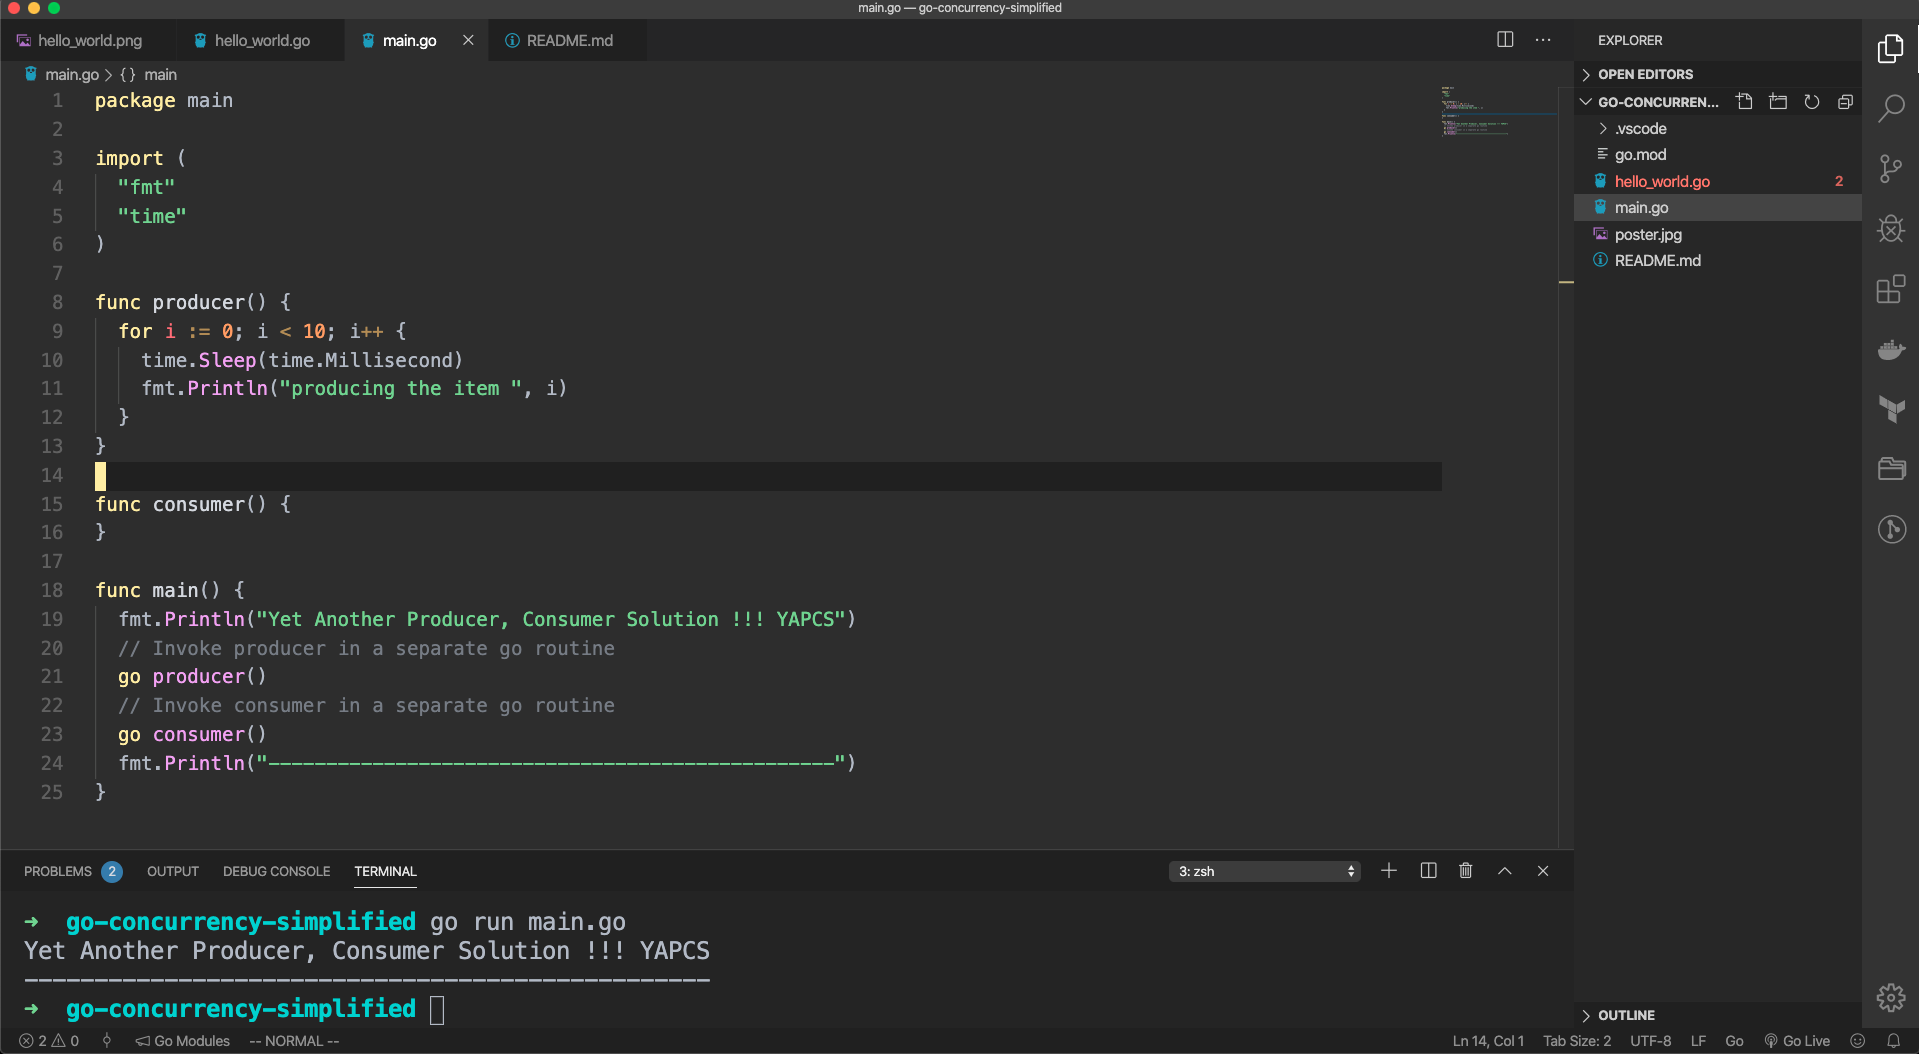 main.go — go-concurrency-simplified
hello_world.png hello_world.go main.go README.md
main.go > {} main
1 package main
2
3 import (
4 "fmt"
5 "time"
6 )
7
8 func producer() {
9 for i := 0; i < 10; i++ {
10 time.Sleep(time.Millisecond)
11 fmt.Println("producing the item ", i)
12 }
13 }
14
15 func consumer() {
16 }
17
18 func main() {
19 fmt.Println("Yet Another Producer, Consumer Solution !!! YAPCS")
20 // Invoke producer in a separate go routine
21 go producer()
22 // Invoke consumer in a separate go routine
23 go consumer()
24 fmt.Println("-------------------------------------------------")
25 }
EXPLORER
OPEN EDITORS
GO-CONCURREN...
.vscode
go.mod
hello_world.go 2
main.go
poster.jpg
README.md
OUTLINE
PROBLEMS 2 OUTPUT DEBUG CONSOLE TERMINAL 3: zsh
→ go-concurrency-simplified go run main.go
Yet Another Producer, Consumer Solution !!! YAPCS
-------------------------------------------------
→ go-concurrency-simplified
2 0 Go Modules -- NORMAL -- Ln 14, Col 1 Tab Size: 2 UTF-8 LF Go Go Live